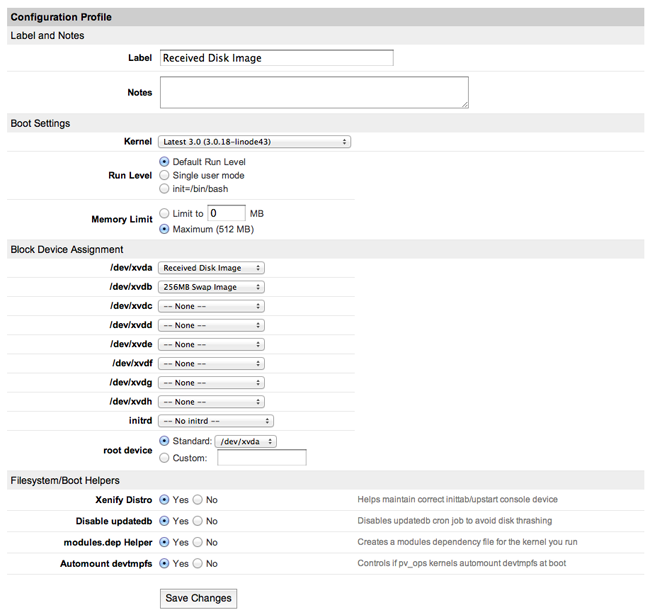 Configuration Profile
Label and Notes
Label Received Disk Image
Notes
Boot Settings
Kernel Latest 3.0 (3.0.18-linode43)
Run Level
Default Run Level
Single user mode
init=/bin/bash
Memory Limit
Limit to 0 MB
Maximum (512 MB)
Block Device Assignment
/dev/xvda Received Disk Image
/dev/xvdb 256MB Swap Image
/dev/xvdc -- None --
/dev/xvdd -- None --
/dev/xvde -- None --
/dev/xvdf -- None --
/dev/xvdg -- None --
/dev/xvdh -- None --
initrd -- No initrd --
root device
Standard: /dev/xvda
Custom:
Filesystem/Boot Helpers
Xenify Distro Yes No Helps maintain correct inittab/upstart console device
Disable updatedb Yes No Disables updatedb cron job to avoid disk thrashing
modules.dep Helper Yes No Creates a modules dependency file for the kernel you run
Automount devtmpfs Yes No Controls if pv_ops kernels automount devtmpfs at boot
Save Changes